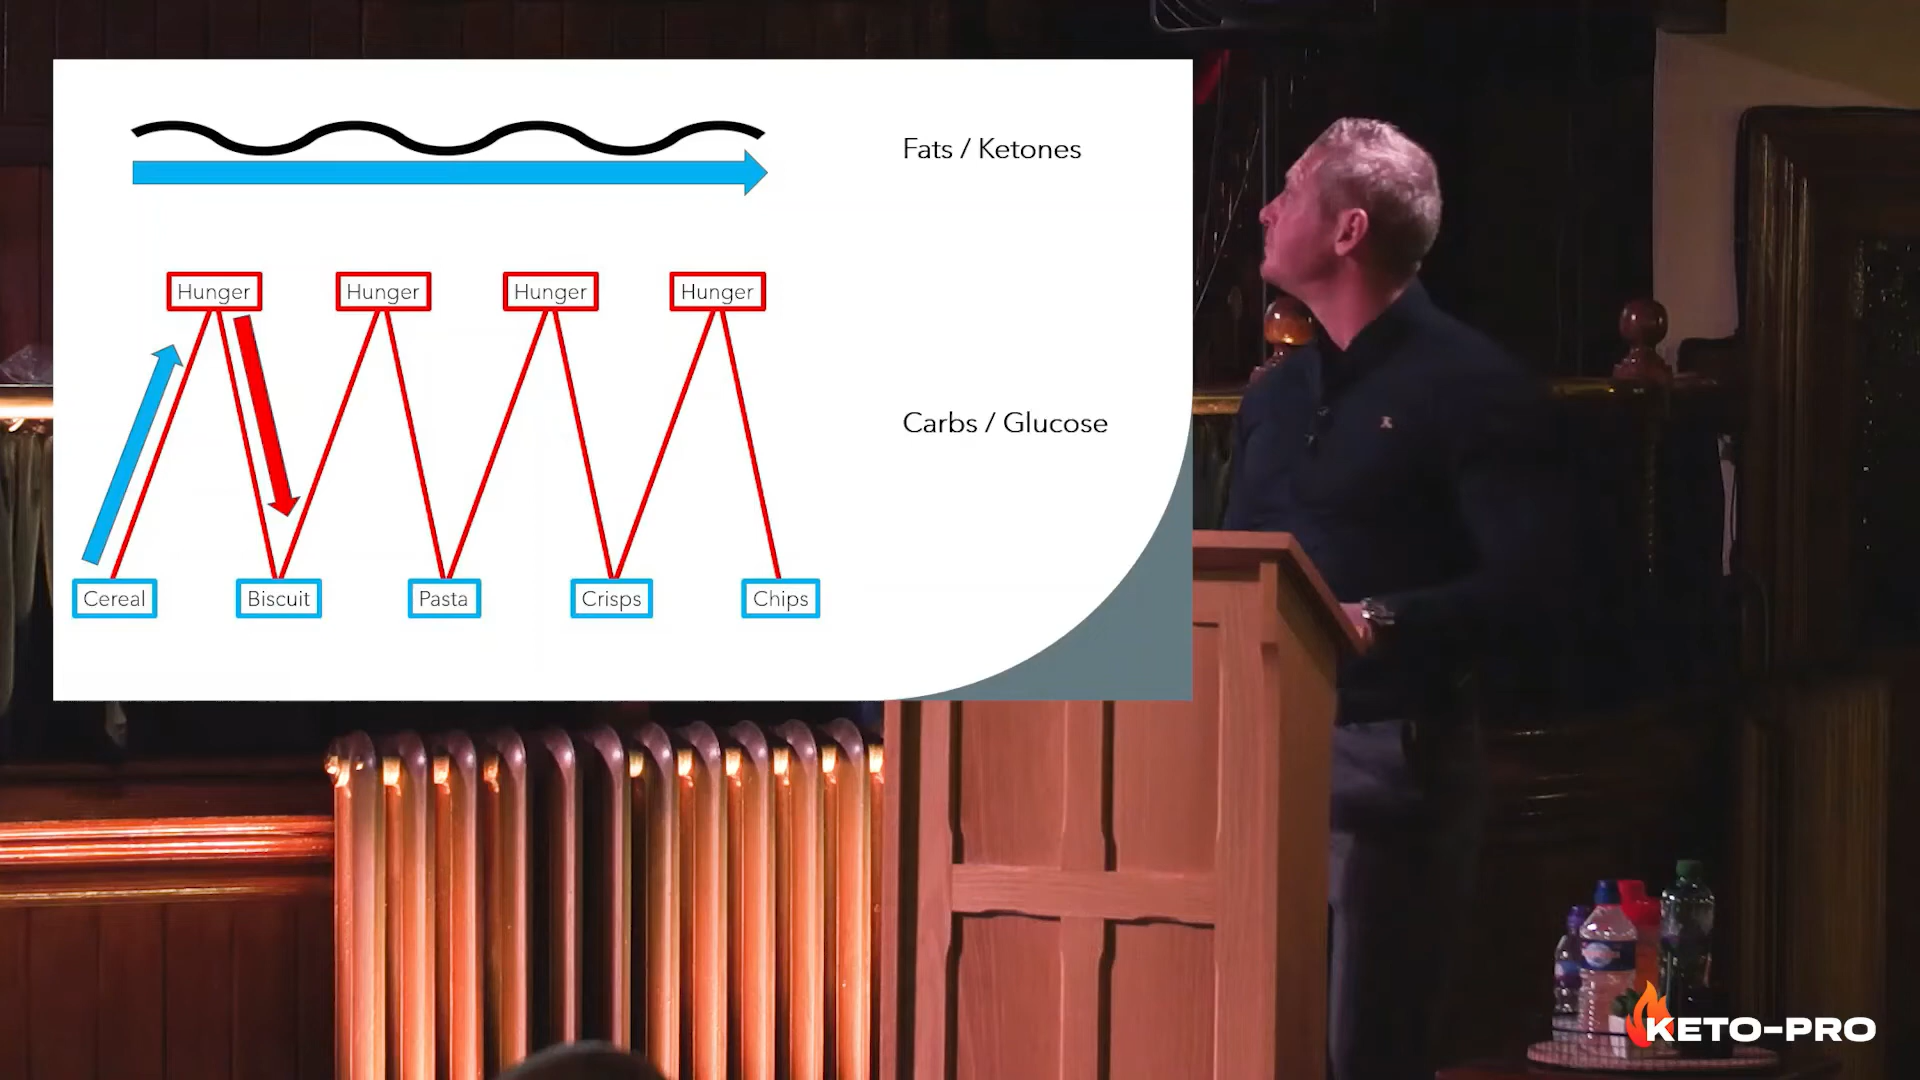 Fats / Ketones
Hunger Hunger Hunger Hunger
Carbs / Glucose
Cereal Biscuit Pasta Crisps Chips
KETO-PRO